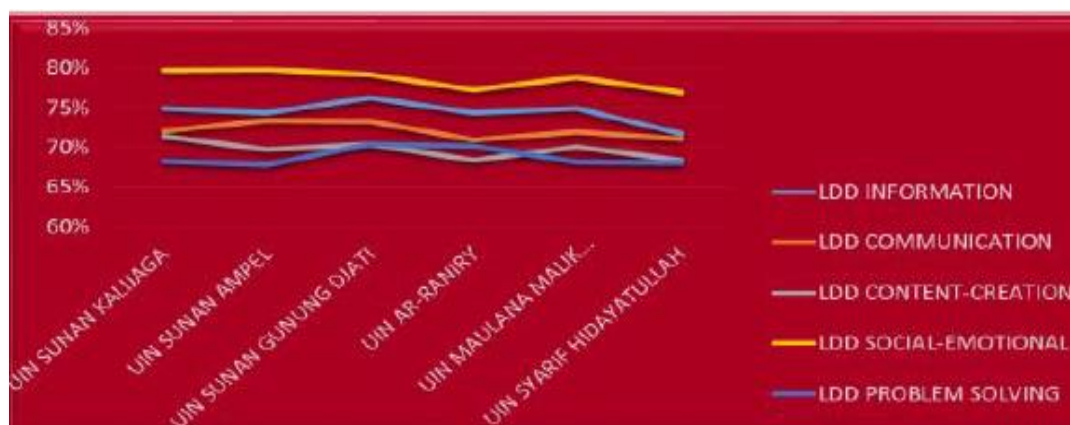 85%
80%
75%
70%
65%
60%
UIN SUNAN KALIJAGA
UIN SUNAN AMPEL
UIN SUNAN GUNUNG DJATI
UIN AR-RANIRY
UIN MAULANA MALIK...
UIN SYARIF HIDAYATULLAH
LDD INFORMATION
LDD COMMUNICATION
LDD CONTENT-CREATION
LDD SOCIAL-EMOTIONAL
LDD PROBLEM SOLVING